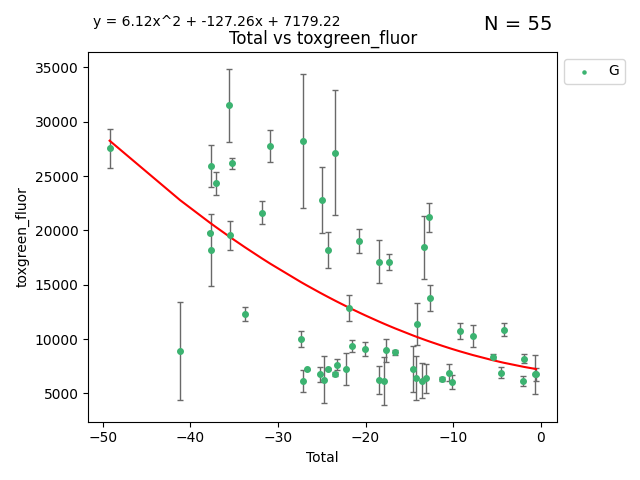 y = 6.12x^2 + -127.26x + 7179.22
N = 55
Total vs toxgreen_fluor
G
toxgreen_fluor
35000
30000
25000
20000
15000
10000
5000
−50
−40
−30
−20
−10
0
Total